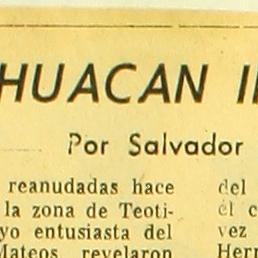 HUACAN I
Por Salvador
reanudadas hace
la zona de Teoti-
yo entusiasta del
Mateos, revelaron
del
el c
vez
Herr